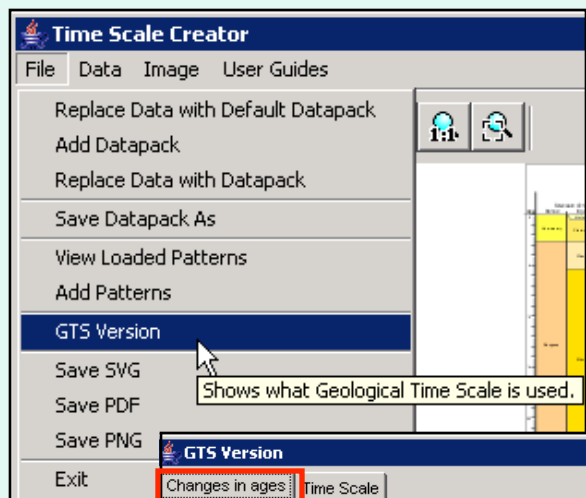 Time Scale Creator
File Data Image User Guides
Replace Data with Default Datapack
Add Datapack
Replace Data with Datapack
Save Datapack As
View Loaded Patterns
Add Patterns
GTS Version
Save SVG
Shows what Geological Time Scale is used.
Save PDF
Save PNG
GTS Version
Exit
Changes in ages Time Scale
1:1